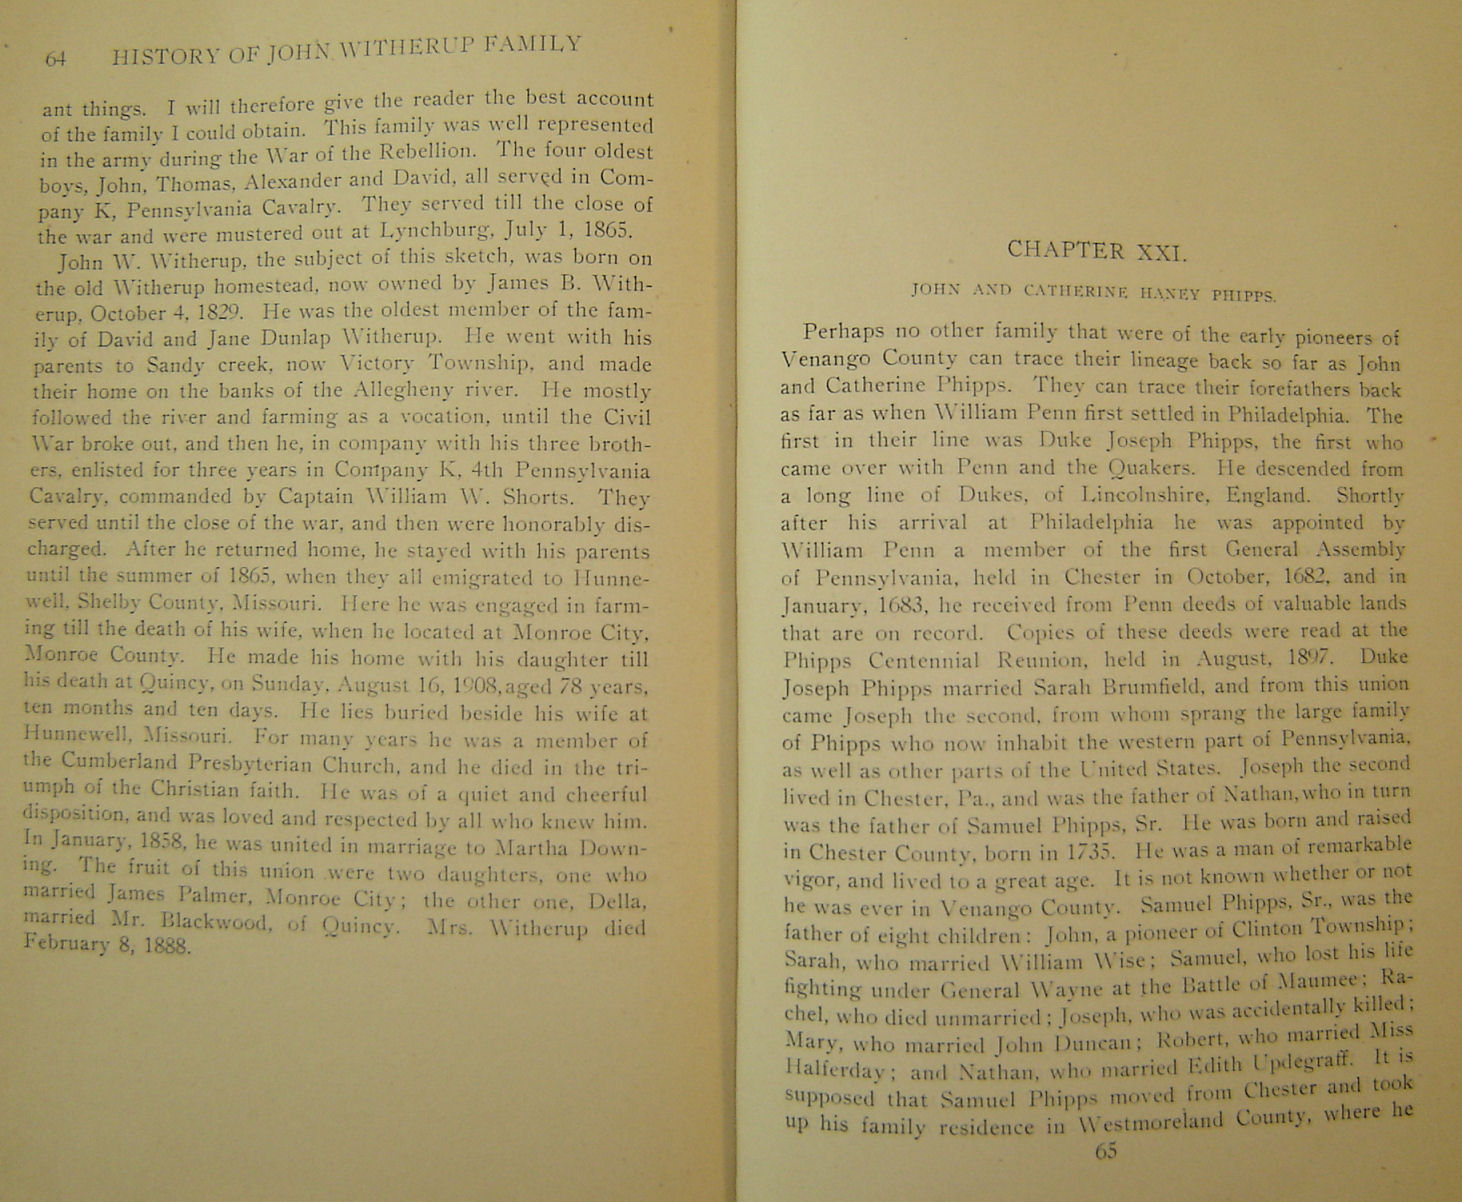 64 HISTORY OF JOHN WITHERUP FAMILY
ant things. I will therefore give the reader the best account
of the family I could obtain. This family was well represented
in the army during the War of the Rebellion. The four oldest
boys, John, Thomas, Alexander and David, all served in Com-
pany K, Pennsylvania Cavalry. They served till the close of
the war and were mustered out at Lynchburg, July 1, 1865.
John W. Witherup, the subject of this sketch, was born on
the old Witherup homestead, now owned by James B. With-
erup, October 4, 1829. He was the oldest member of the fam-
ily of David and Jane Dunlap Witherup. He went with his
parents to Sandy creek, now Victory Township, and made
their home on the banks of the Allegheny river. He mostly
followed the river and farming as a vocation, until the Civil
War broke out, and then he, in company with his three broth-
ers, enlisted for three years in Company K, 4th Pennsylvania
Cavalry, commanded by Captain William W. Shorts. They
served until the close of the war, and then were honorably dis-
charged. After he returned home, he stayed with his parents
until the summer of 1865, when they all emigrated to Hunne-
well, Shelby County, Missouri. Here he was engaged in farm-
ing till the death of his wife, when he located at Monroe City,
Monroe County. He made his home with his daughter till
his death at Quincy, on Sunday, August 16, 1908, aged 78 years,
ten months and ten days. He lies buried beside his wife at
Hunnewell, Missouri. For many years he was a member of
the Cumberland Presbyterian Church, and he died in the tri-
umph of the Christian faith. He was of a quiet and cheerful
disposition, and was loved and respected by all who knew him.
In January, 1858, he was united in marriage to Martha Down-
ing. The fruit of this union were two daughters, one who
married James Palmer, Monroe City; the other one, Della,
married Mr. Blackwood, of Quincy. Mrs. Witherup died
February 8, 1888.
CHAPTER XXI.
JOHN AND CATHERINE HANEY PHIPPS.
Perhaps no other family that were of the early pioneers of
Venango County can trace their lineage back so far as John
and Catherine Phipps. They can trace their forefathers back
as far as when William Penn first settled in Philadelphia. The
first in their line was Duke Joseph Phipps, the first who
came over with Penn and the Quakers. He descended from
a long line of Dukes, of Lincolnshire, England. Shortly
after his arrival at Philadelphia he was appointed by
William Penn a member of the first General Assembly
of Pennsylvania, held in Chester in October, 1682, and in
January, 1683, he received from Penn deeds of valuable lands
that are on record. Copies of these deeds were read at the
Phipps Centennial Reunion, held in August, 1897. Duke
Joseph Phipps married Sarah Brumfield, and from this union
came Joseph the second, from whom sprang the large family
of Phipps who now inhabit the western part of Pennsylvania,
as well as other parts of the United States. Joseph the second
lived in Chester, Pa., and was the father of Nathan, who in turn
was the father of Samuel Phipps, Sr. He was born and raised
in Chester County, born in 1735. He was a man of remarkable
vigor, and lived to a great age. It is not known whether or not
he was ever in Venango County. Samuel Phipps, Sr., was the
father of eight children: John, a pioneer of Clinton Township;
Sarah, who married William Wise; Samuel, who lost his life
fighting under General Wayne at the Battle of Maumee; Ra-
chel, who died unmarried; Joseph, who was accidentally killed;
Mary, who married John Duncan; Robert, who married Miss
Halferday; and Nathan, who married Edith Updegraff. It is
supposed that Samuel Phipps moved from Chester and took
up his family residence in Westmoreland County, where he
65